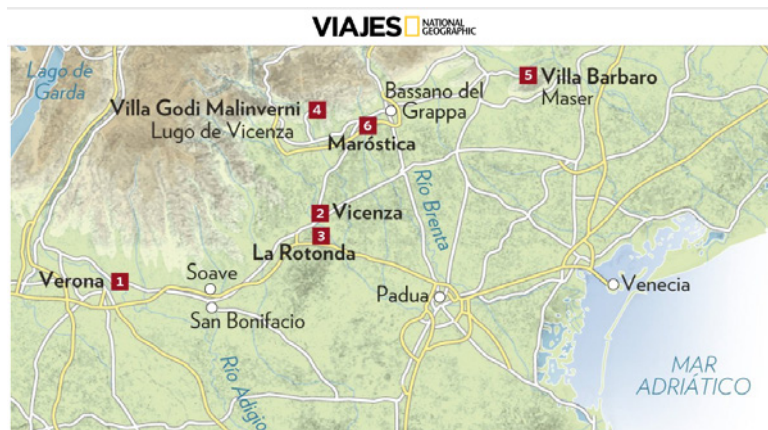 VIAJES NATIONAL
GEOGRAPHIC
Lago de
Garda
5 Villa Barbaro
Maser
Villa Godi Malinverni 4
Lugo de Vicenza
Bassano del
Grappa
6
Maróstica
Río Brenta
2 Vicenza
3
La Rotonda
Verona 1
Soave
San Bonifacio
Padua
Venecia
Río Adigio
MAR
ADRIÁTICO